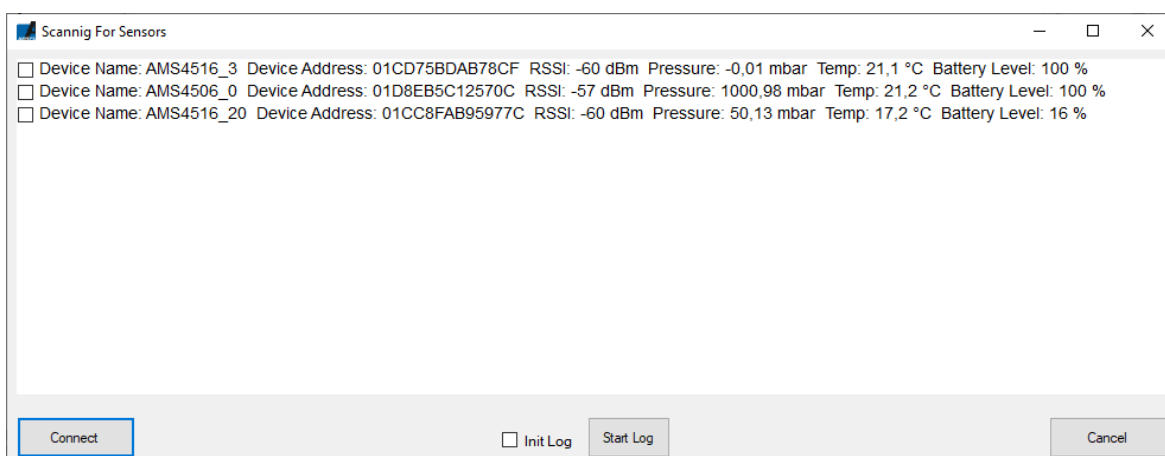 Scannig For Sensors
Device Name: AMS4516_3 Device Address: 01CD75BDAB78CF RSSI: -60 dBm Pressure: -0,01 mbar Temp: 21,1 °C Battery Level: 100 %
Device Name: AMS4506_0 Device Address: 01D8EB5C12570C RSSI: -57 dBm Pressure: 1000,98 mbar Temp: 21,2 °C Battery Level: 100 %
Device Name: AMS4516_20 Device Address: 01CC8FAB95977C RSSI: -60 dBm Pressure: 50,13 mbar Temp: 17,2 °C Battery Level: 16 %
Connect Init Log Start Log Cancel